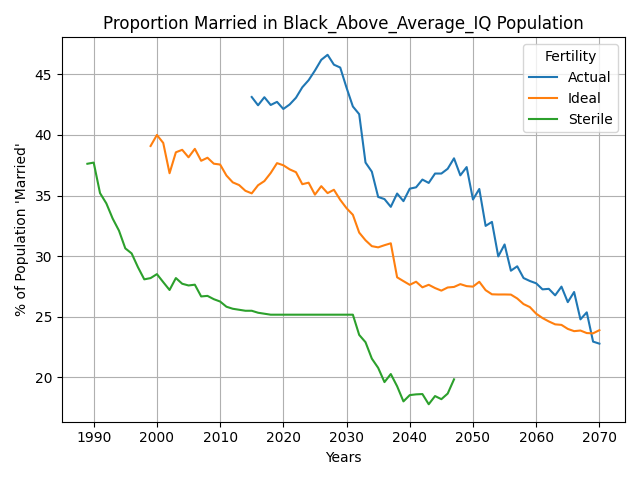 Proportion Married in Black_Above_Average_IQ Population
% of Population 'Married'
45
40
35
30
25
20
Fertility
Actual
Ideal
Sterile
1990 2000 2010 2020 2030 2040 2050 2060 2070
Years